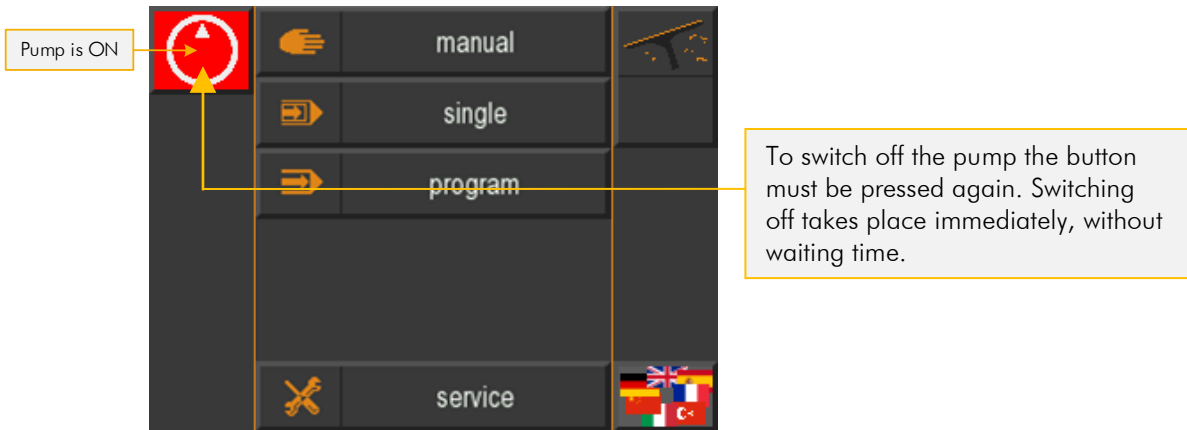 Pump is ON
manual
single
program
service
To switch off the pump the button
must be pressed again. Switching
off takes place immediately, without
waiting time.